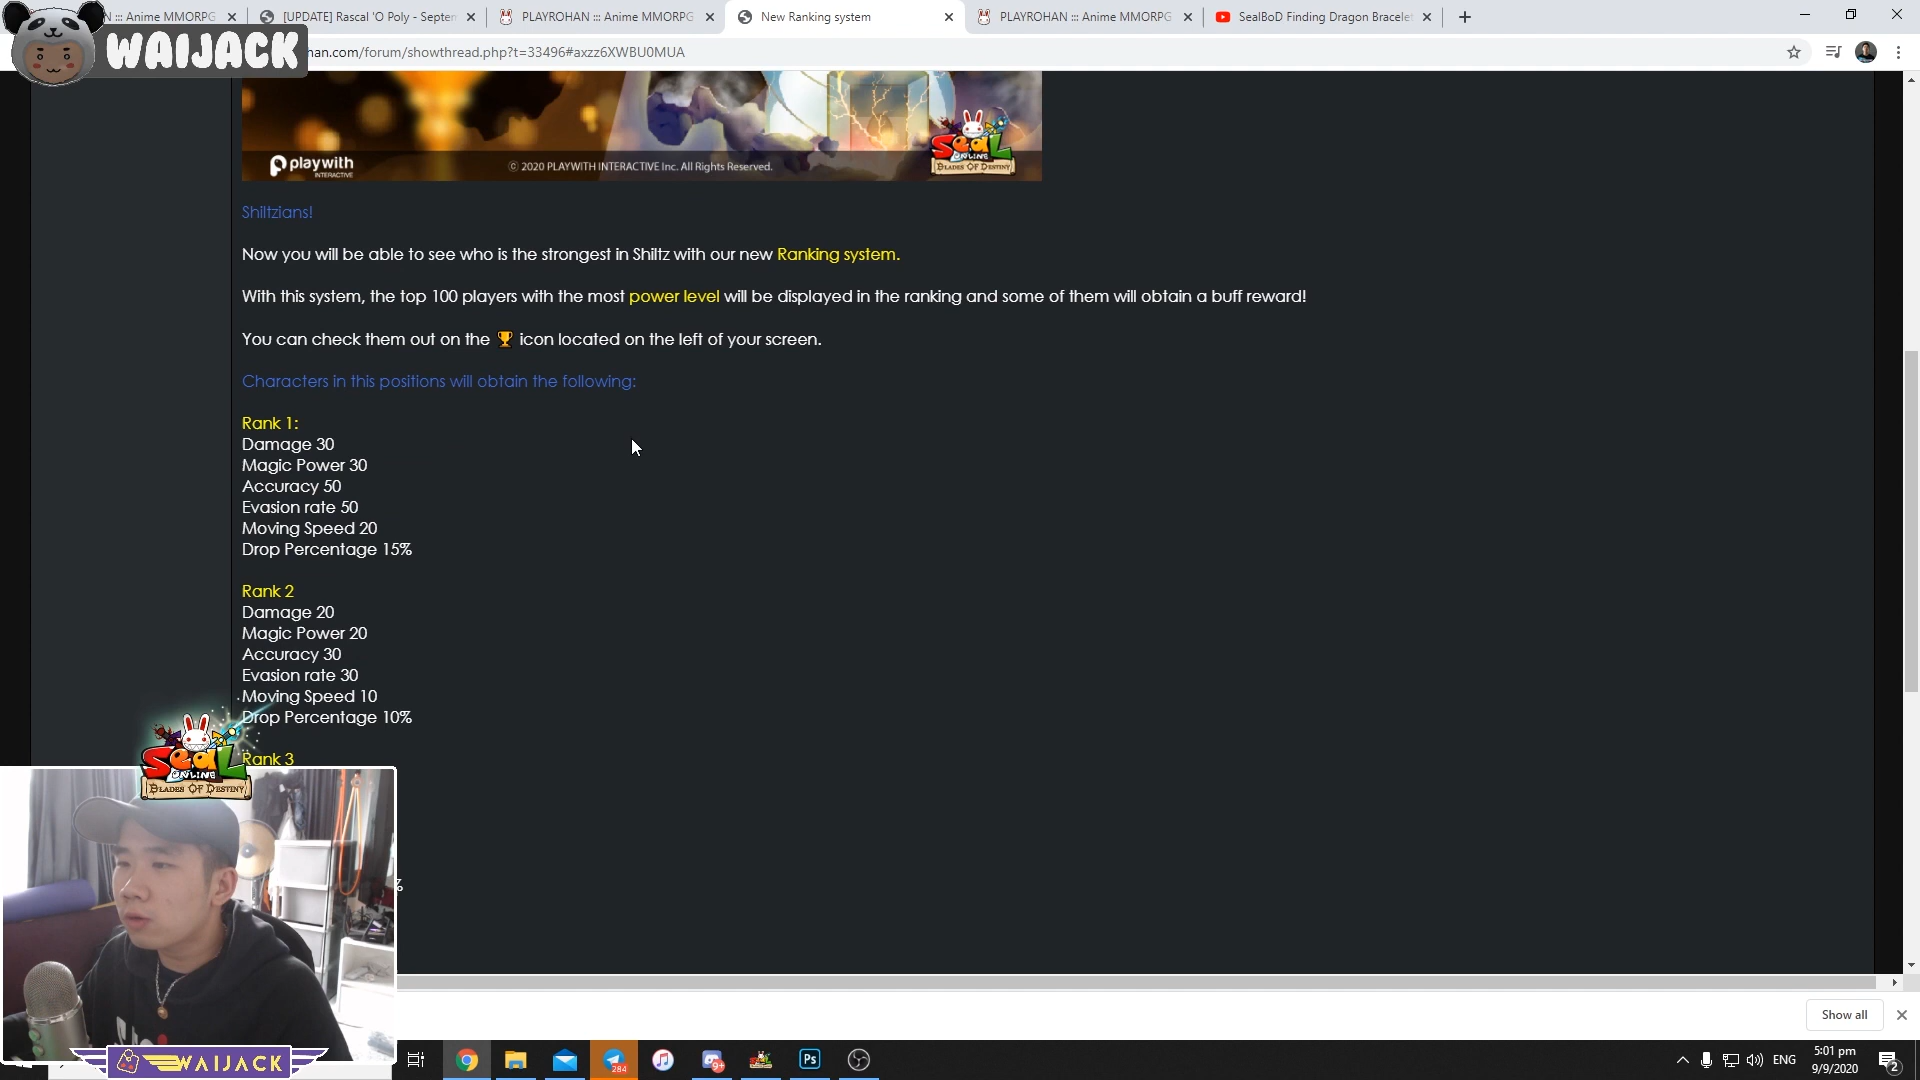 WAIJACK
N ::: Anime MMORPG
[UPDATE] Rascal 'O Poly - Septem
PLAYROHAN ::: Anime MMORPG
New Ranking system
PLAYROHAN ::: Anime MMORPG
SealBoD Finding Dragon Bracelet
han.com/forum/showthread.php?t=33496#axzz6XWBU0MUA
playwith
INTERACTIVE
© 2020 PLAYWITH INTERACTIVE Inc. All Rights Reserved.
SeaL
ONLINE
BLADES OF DESTINY
Shiltzians!
Now you will be able to see who is the strongest in Shiltz with our new Ranking system.
With this system, the top 100 players with the most power level will be displayed in the ranking and some of them will obtain a buff reward!
You can check them out on the 🏆 icon located on the left of your screen.
Characters in this positions will obtain the following:
Rank 1:
Damage 30
Magic Power 30
Accuracy 50
Evasion rate 50
Moving Speed 20
Drop Percentage 15%
Rank 2
Damage 20
Magic Power 20
Accuracy 30
Evasion rate 30
Moving Speed 10
Drop Percentage 10%
Rank 3
SeaL
ONLINE
BLADES OF DESTINY
%
Show all
WAIJACK
284
9+
Ps
ENG
5:01 pm
9/9/2020
2